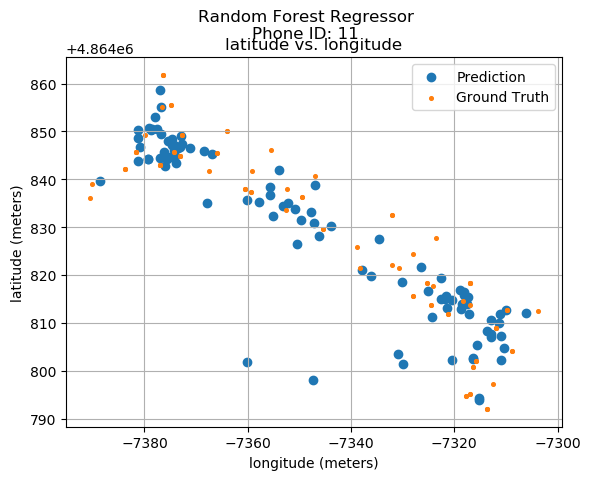 Random Forest Regressor
Phone ID: 11
latitude vs. longitude
+4.864e6
860
850
840
830
820
810
800
790
latitude (meters)
Prediction
Ground Truth
−7380
−7360
−7340
−7320
−7300
longitude (meters)